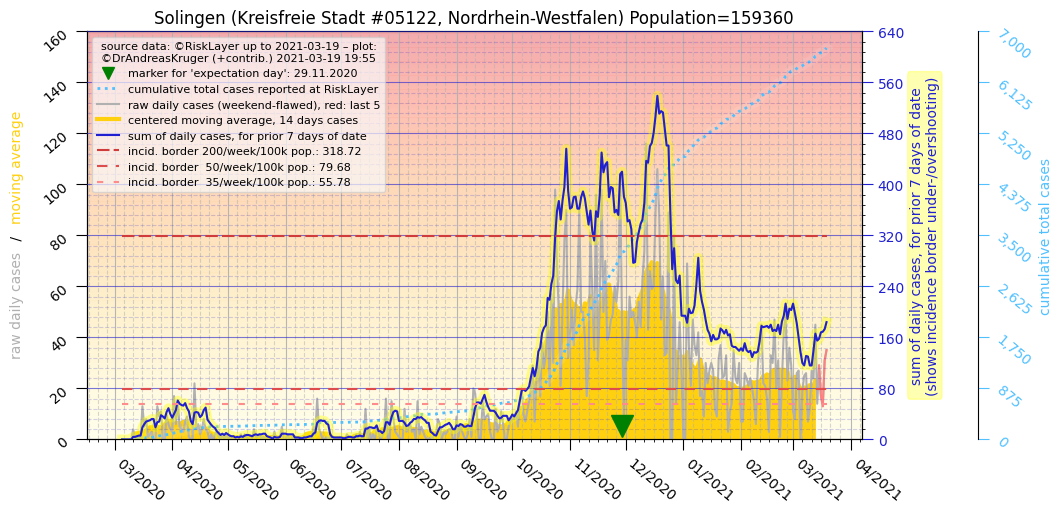 Solingen (Kreisfreie Stadt #05122, Nordrhein-Westfalen) Population=159360
source data: ©RiskLayer up to 2021-03-19 – plot:
©DrAndreasKruger (+contrib.) 2021-03-19 19:55
marker for 'expectation day': 29.11.2020
cumulative total cases reported at RiskLayer
raw daily cases (weekend-flawed), red: last 5
centered moving average, 14 days cases
sum of daily cases, for prior 7 days of date
incid. border 200/week/100k pop.: 318.72
incid. border  50/week/100k pop.: 79.68
incid. border  35/week/100k pop.: 55.78
raw daily cases   /   moving average
160
140
120
100
80
60
40
20
0
640
560
480
400
320
240
160
80
0
sum of daily cases, for prior 7 days of date
(shows incidence border under-/overshooting)
7,000
6,125
5,250
4,375
3,500
2,625
1,750
875
0
cumulative total cases
03/2020
04/2020
05/2020
06/2020
07/2020
08/2020
09/2020
10/2020
11/2020
12/2020
01/2021
02/2021
03/2021
04/2021